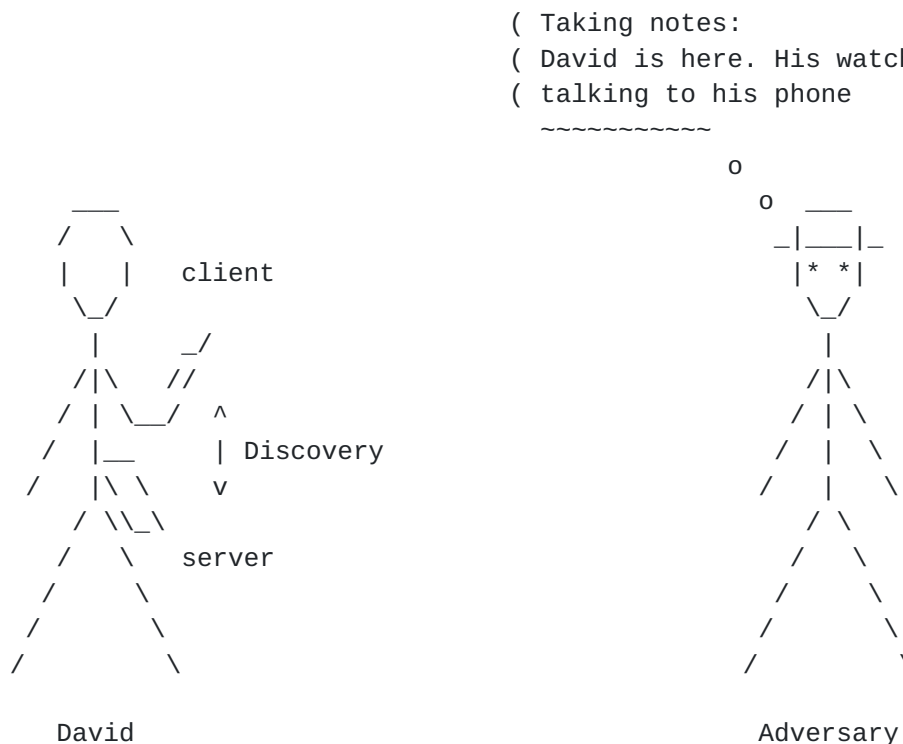 ( Taking notes:
( David is here. His watch
( talking to his phone
client
Discovery
server
David Adversary